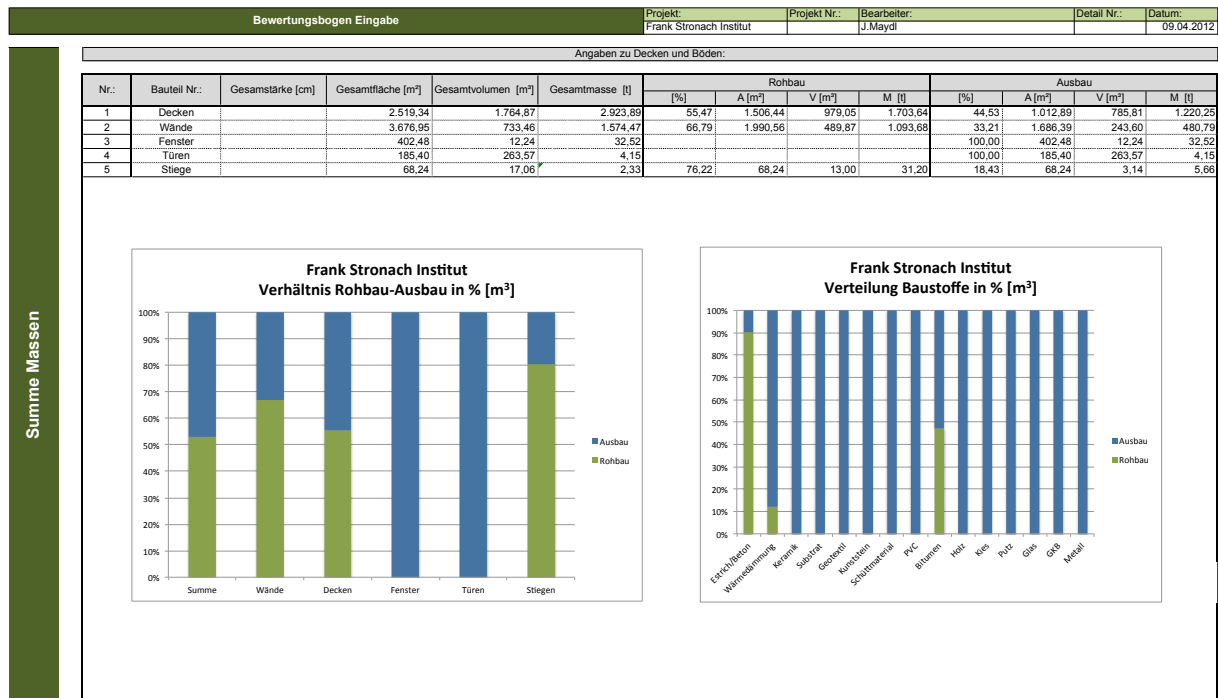 Bewertungsbogen Eingabe
Projekt: Projekt Nr.: Bearbeiter: Detail Nr.: Datum:
Frank Stronach Institut J.Maydl 09.04.2012
Summe Massen
Angaben zu Decken und Böden:
Nr.: Bauteil Nr.: Gesamstärke [cm] Gesamtfläche [m²] Gesamtvolumen [m³] Gesamtmasse [t] Rohbau Ausbau
[%] A [m²] V [m³] M [t] [%] A [m²] V [m³] M [t]
1 Decken 2.519,34 1.764,87 2.923,89 55,47 1.506,44 979,05 1.703,64 44,53 1.012,89 785,81 1.220,25
2 Wände 3.676,95 733,46 1.574,47 66,79 1.990,56 489,87 1.093,68 33,21 1.686,39 243,60 480,79
3 Fenster 402,48 12,24 32,52 100,00 402,48 12,24 32,52
4 Türen 185,40 263,57 4,15 100,00 185,40 263,57 4,15
5 Stiege 68,24 17,06 2,33 76,22 68,24 13,00 31,20 18,43 68,24 3,14 5,66
Frank Stronach Institut
Verhältnis Rohbau-Ausbau in % [m³]
100%
90%
80%
70%
60%
50%
40%
30%
20%
10%
0%
Summe Wände Decken Fenster Türen Stiegen
Ausbau
Rohbau
Frank Stronach Institut
Verteilung Baustoffe in % [m³]
100%
90%
80%
70%
60%
50%
40%
30%
20%
10%
0%
Estrich/Beton
Wärmedämmung
Keramik
Substrat
Geotextil
Kunststein
Schüttmaterial
PVC
Bitumen
Holz
Kies
Putz
Glas
GKB
Metall
Ausbau
Rohbau